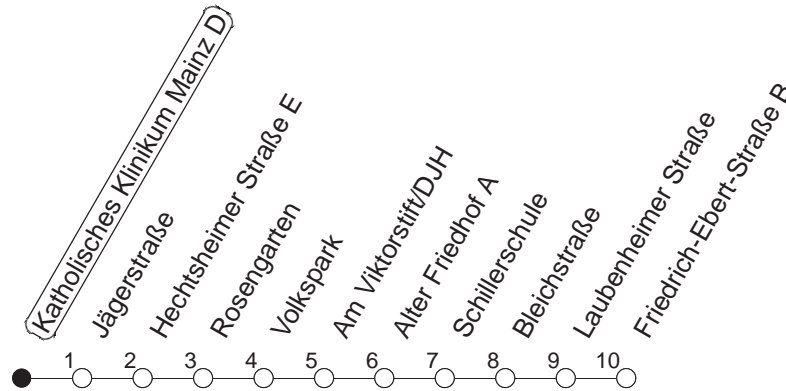 Katholisches Klinikum Mainz D
Jägerstraße
Hechtsheimer Straße E
Rosengarten
Volkspark
Am Viktorstift/DJH
Alter Friedhof A
Schillerschule
Bleichstraße
Laubenheimer Straße
Friedrich-Ebert-Straße B
1 2 3 4 5 6 7 8 9 10